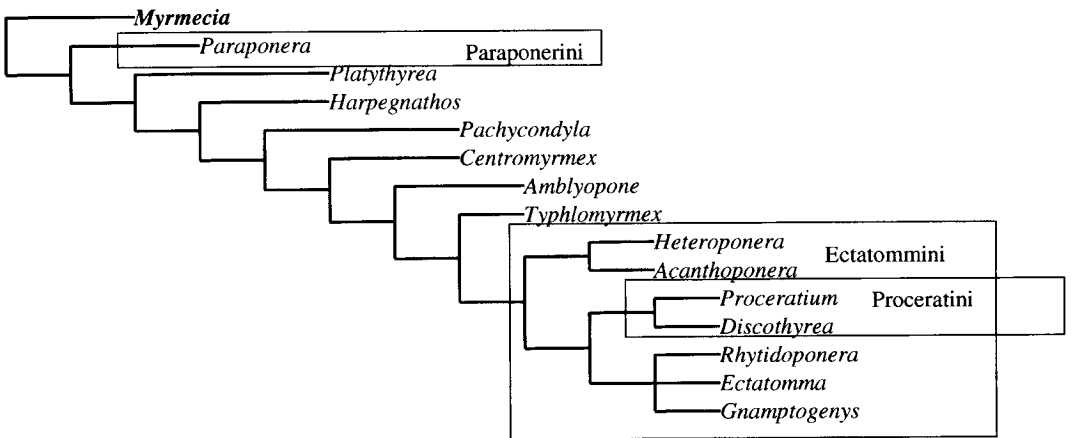 Myrmecia
Paraponera
Paraponerini
Platythyrea
Harpegnathos
Pachycondyla
Centromyrmex
Amblyopone
Typhlomyrmex
Heteroponera
Ectatommini
Acanthoponera
Proceratium
Proceratini
Discothyrea
Rhytidoponera
Ectatomma
Gnamptogenys